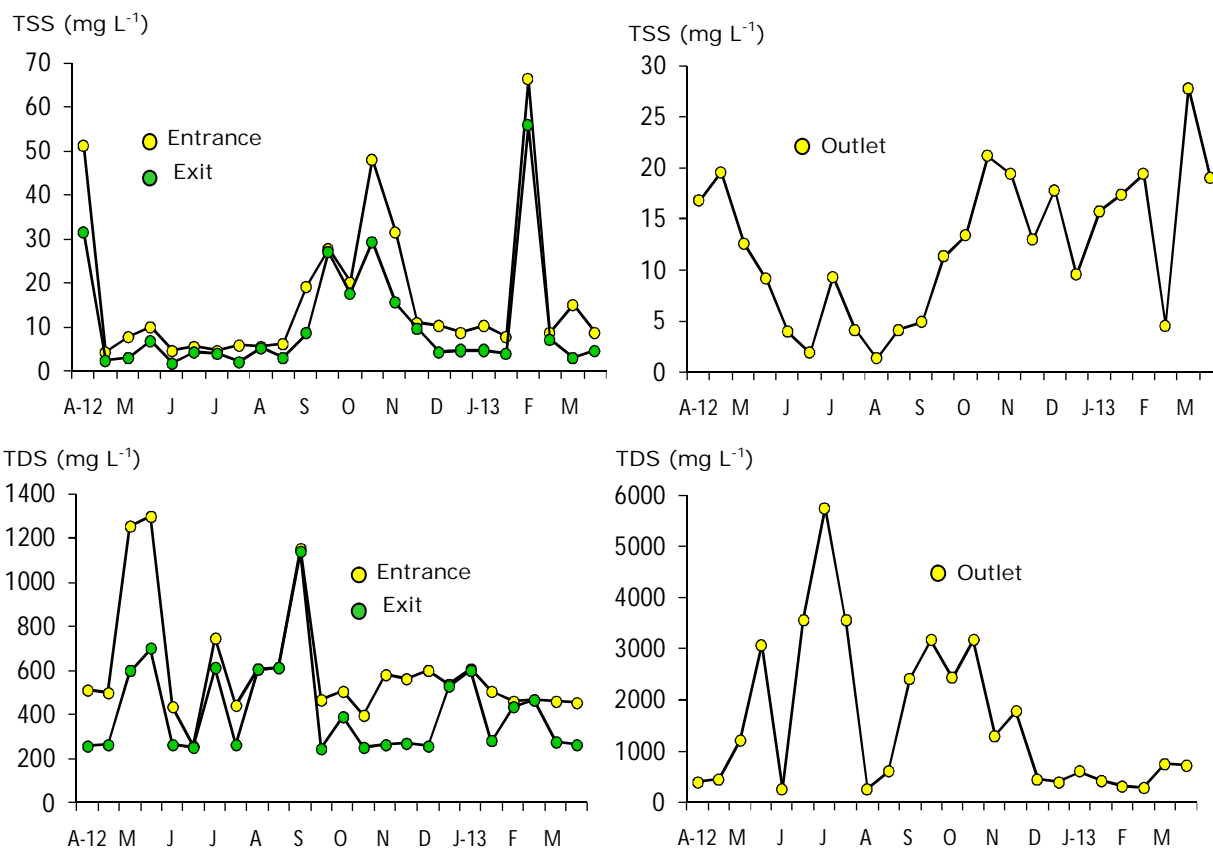 TSS (mg L-1)
70
60
50
40
30
20
10
0
Entrance
Exit
A-12 M J J A S O N D J-13 F M
TSS (mg L-1)
30
25
20
15
10
5
0
Outlet
A-12 M J J A S O N D J-13 F M
TDS (mg L-1)
1400
1200
1000
800
600
400
200
0
Entrance
Exit
A-12 M J J A S O N D J-13 F M
TDS (mg L-1)
6000
5000
4000
3000
2000
1000
0
Outlet
A-12 M J J A S O N D J-13 F M